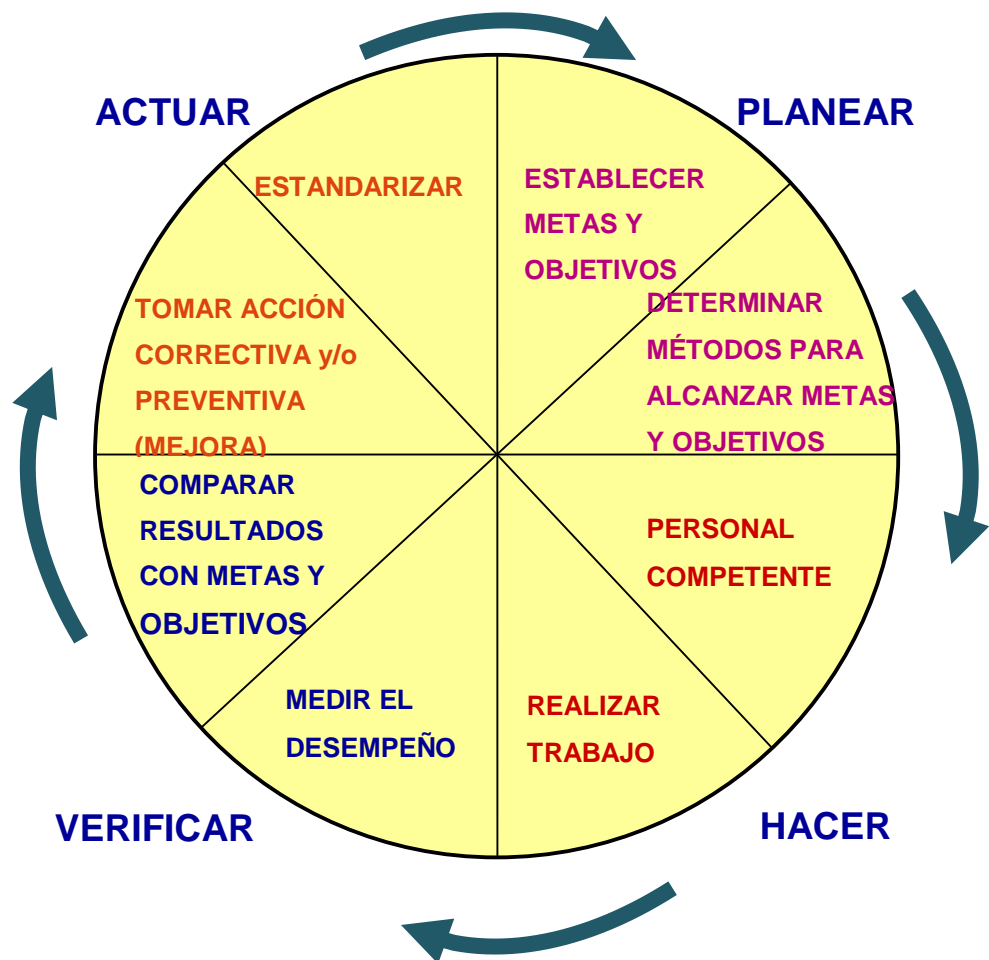 ACTUAR
PLANEAR
ESTABLECER
METAS Y
OBJETIVOS
DETERMINAR
MÉTODOS PARA
ALCANZAR METAS
Y OBJETIVOS
PERSONAL
COMPETENTE
HACER
REALIZAR
TRABAJO
VERIFICAR
MEDIR EL
DESEMPEÑO
COMPARAR
RESULTADOS
CON METAS Y
OBJETIVOS
TOMAR ACCIÓN
CORRECTIVA y/o
PREVENTIVA
(MEJORA)
ESTANDARIZAR